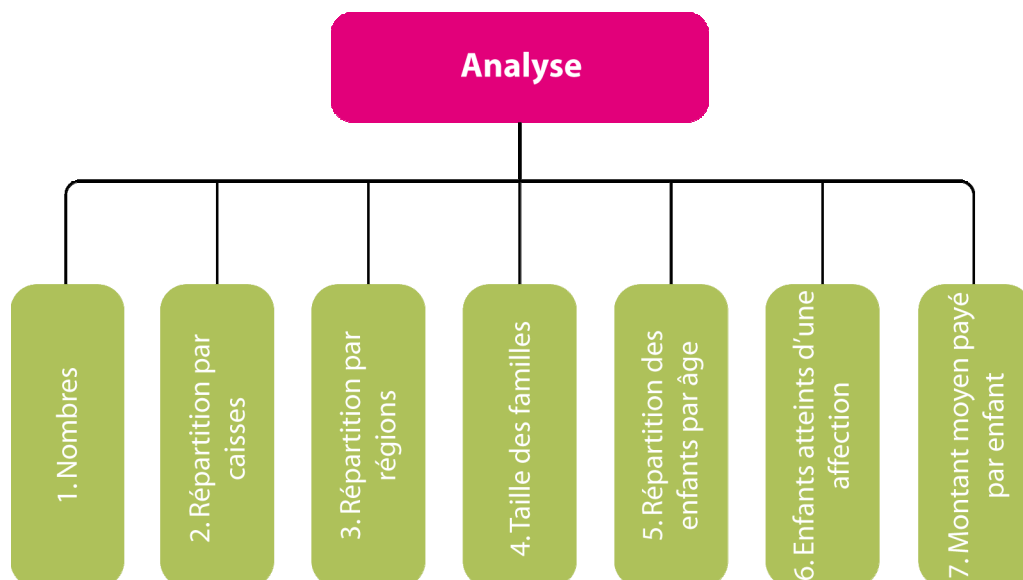 Analyse
1. Nombres
2. Répartition par
caisses
3. Répartition par
régions
4. Taille des familles
5. Répartition des
enfants par âge
6. Enfants atteints d’une
affection
7. Montant moyen payé
par enfant